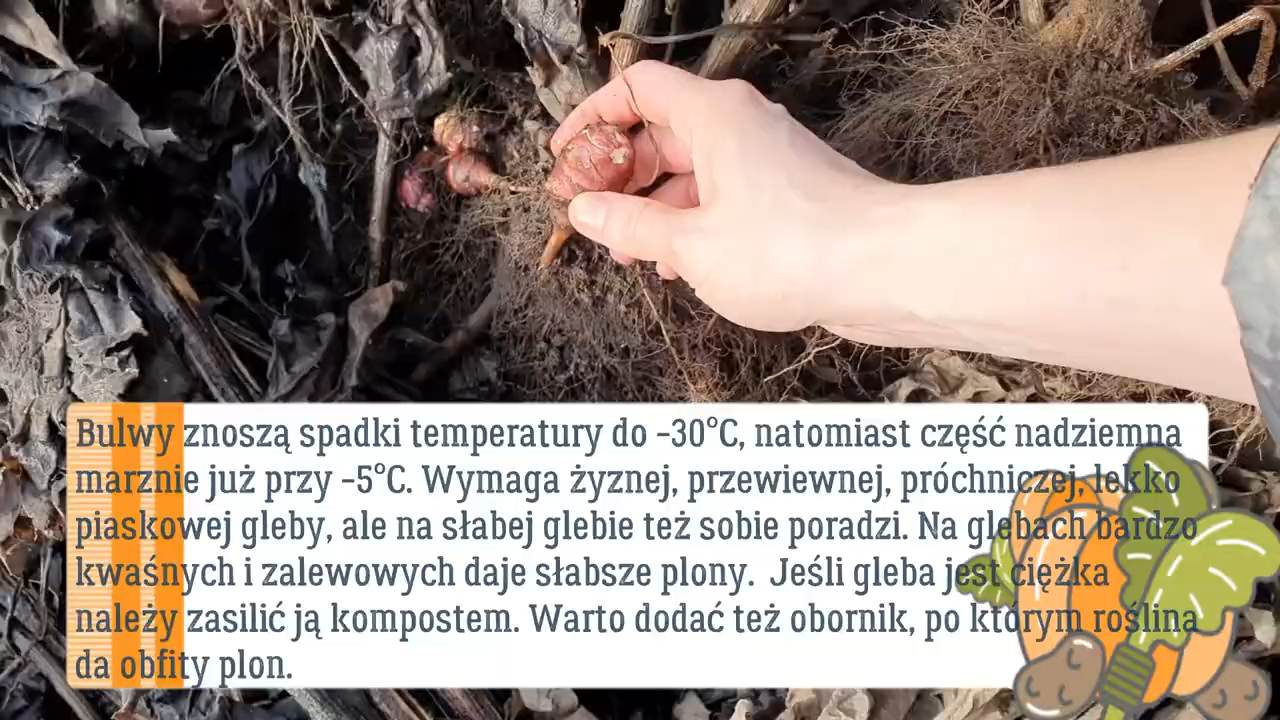 Bulwy znoszą spadki temperatury do -30°C, natomiast część nadziemna
marznie już przy -5°C. Wymaga żyznej, przewiewnej, próchniczej, lekko
piaskowej gleby, ale na słabej glebie też sobie poradzi. Na glebach bardzo
kwaśnych i zalewowych daje słabsze plony. Jeśli gleba jest ciężka
należy zasilić ją kompostem. Warto dodać też obornik, po którym roślina
da obfity plon.